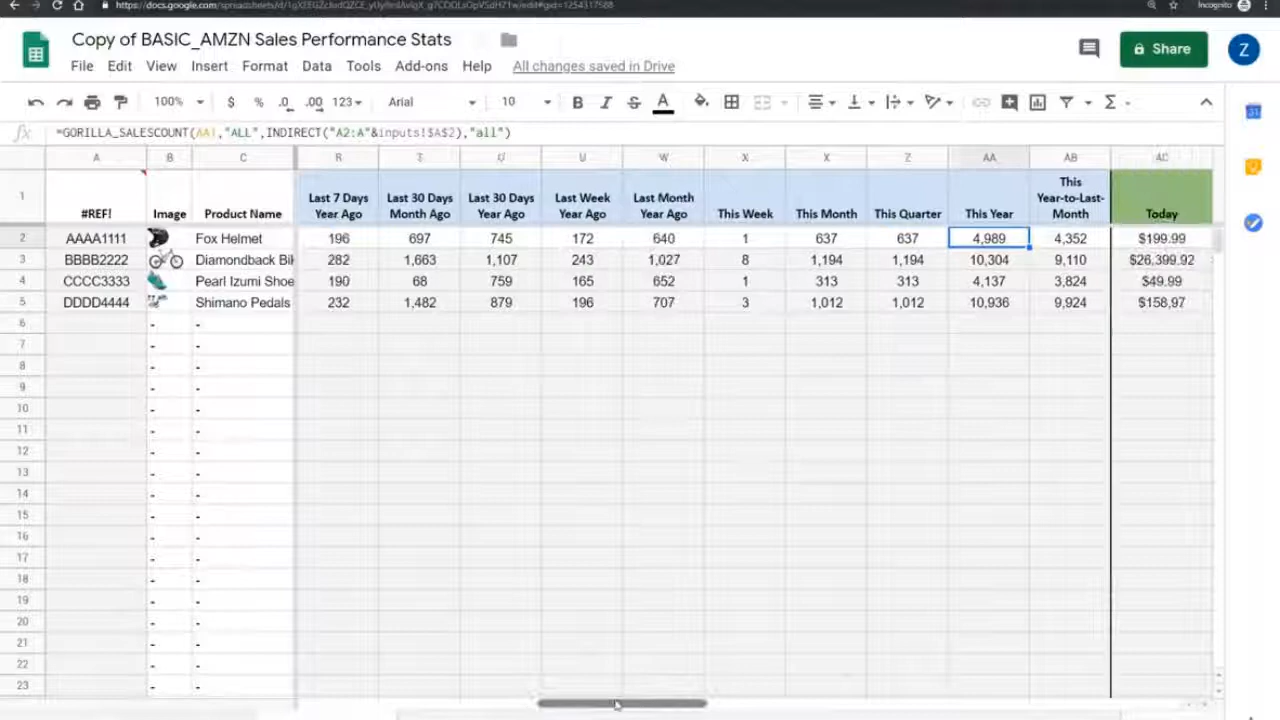 Incognito
Copy of BASIC_AMZN Sales Performance Stats
Share
Z
File Edit View Insert Format Data Tools Add-ons Help All changes saved in Drive
100% $ % .0 .00 123 Arial 10 B I S A
fx =GORILLA_SALESCOUNT(AA1,"ALL",INDIRECT("A2:A"&inputs!$A$2),"all")
A B C R T U U W X X Z AA AB AC
1 #REF! Image Product Name Last 7 Days Year Ago Last 30 Days Month Ago Last 30 Days Year Ago Last Week Year Ago Last Month Year Ago This Week This Month This Quarter This Year This Year-to-Last-Month Today
2 AAAA1111 Fox Helmet 196 697 745 172 640 1 637 637 4,989 4,352 $199.99
3 BBBB2222 Diamondback Bik 282 1,663 1,107 243 1,027 8 1,194 1,194 10,304 9,110 $26,399.92
4 CCCC3333 Pearl Izumi Shoe 190 68 759 165 652 1 313 313 4,137 3,824 $49.99
5 DDDD4444 Shimano Pedals 232 1,482 879 196 707 3 1,012 1,012 10,936 9,924 $158,97
6 - -
7 - -
8 - -
9 - -
10 - -
11 - -
12 - -
13 - -
14 - -
15 - -
16 - -
17 - -
18 - -
19 - -
20 - -
21 - -
22 - -
23 - -